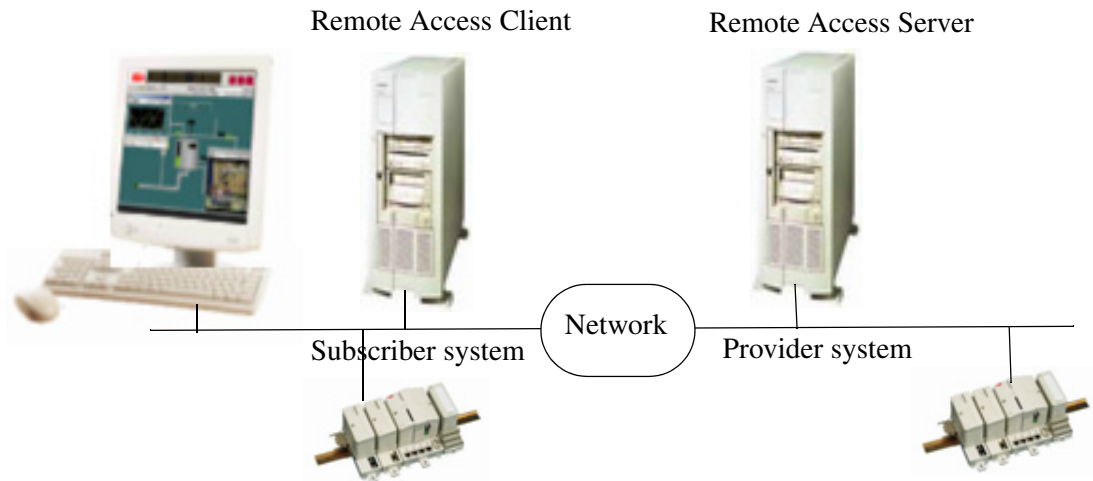 Remote Access Client
Remote Access Server
Network
Subscriber system
Provider system